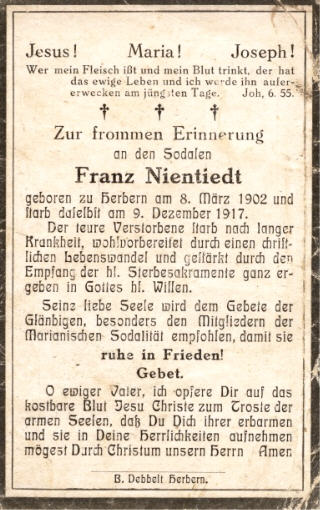 Jesus! Maria! Joseph!
Wer mein Fleisch ißt und mein Blut trinkt, der hat
das ewige Leben und ich werde ihn aufer-
erwecken am jüngsten Tage. Joh, 6. 55.
† † †
Zur frommen Erinnerung
an den Sodalen
Franz Nientiedt
geboren zu Herbern am 8. März 1902 und
starb daselbst am 9. Dezember 1917.
Der teure Verstorbene starb nach langer
Krankheit, wohlvorbereitet durch einen christ-
lichen Lebenswandel und gestärkt durch den
Empfang der hl. Sterbesakramente ganz er-
geben in Gottes hl. Willen.
Seine liebe Seele wird dem Gebete der
Gläubigen, besonders den Mitgliedern der
Marianischen Sodalität empfohlen, damit sie
ruhe in Frieden!
Gebet.
O ewiger Vater, ich opfere Dir auf das
kostbare Blut Jesu Christe zum Troste der
armen Seelen, daß Du Dich ihrer erbarmen
und sie in Deine Herrlichkeiten aufnehmen
mögest Durch Christum unsern Herrn Amen
B. Debbelt Herbern.